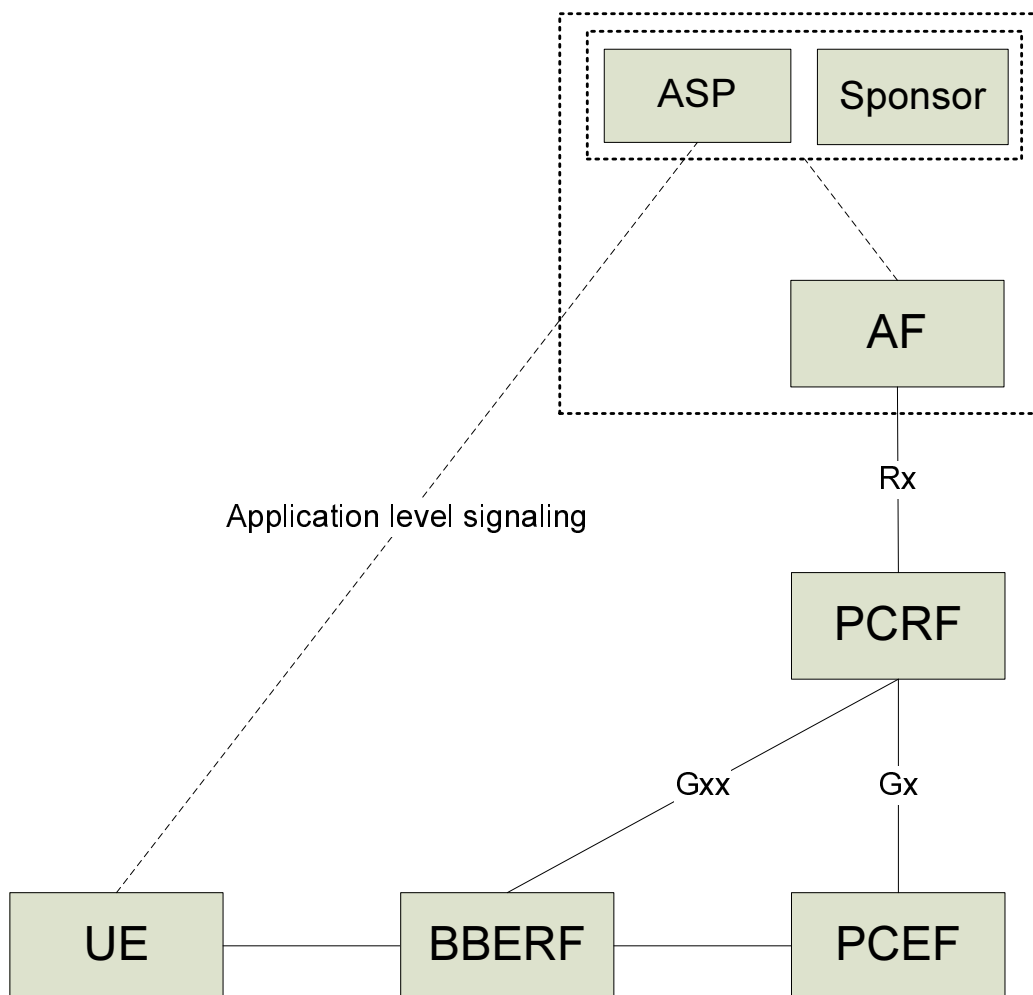 ASP
Sponsor
AF
Rx
Application level signaling
PCRF
Gxx
Gx
UE
BBERF
PCEF